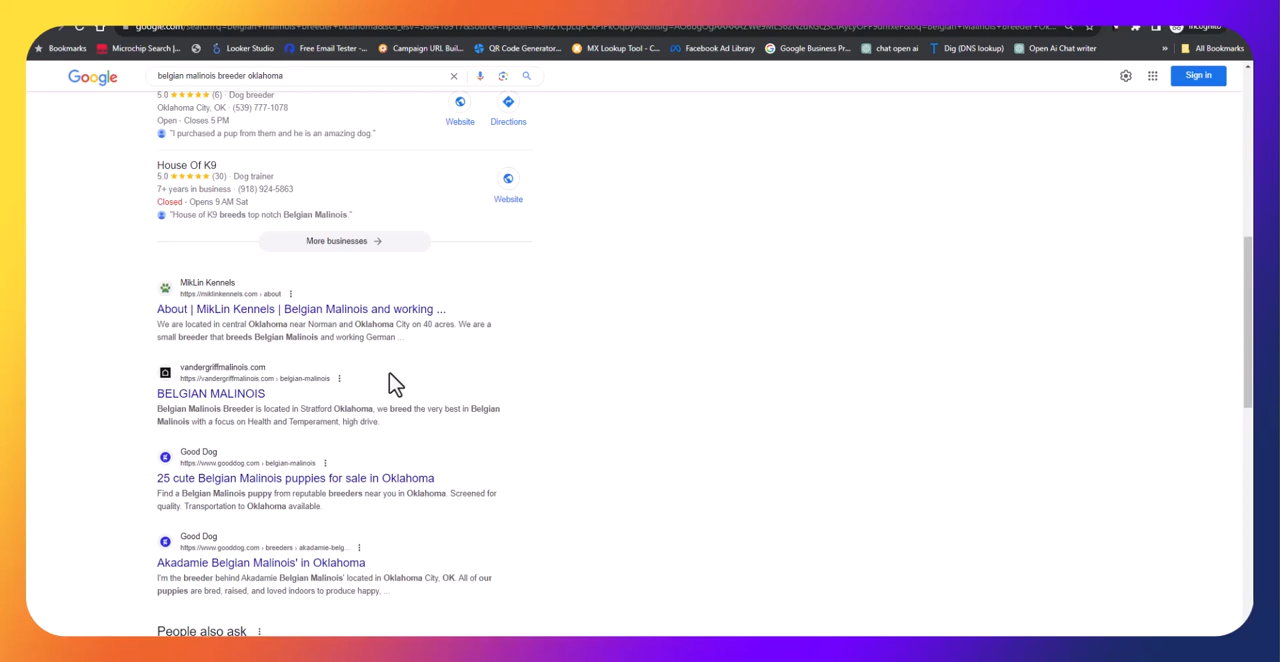 Incognito
Bookmarks
Microchip Search |...
Looker Studio
Free Email Tester -...
Campaign URL Buil...
QR Code Generator...
MX Lookup Tool - C...
Facebook Ad Library
Google Business Pr...
chat open ai
Dig (DNS lookup)
Open Ai Chat writer
»
All Bookmarks
Google
belgian malinois breeder oklahoma
Sign in
5.0 (6) · Dog breeder
Oklahoma City, OK · (539) 777-1078
Open · Closes 5 PM
"I purchased a pup from them and he is an amazing dog."
Website
Directions
House Of K9
5.0 (30) · Dog trainer
7+ years in business · (918) 924-5863
Closed · Opens 9 AM Sat
"House of K9 breeds top notch Belgian Malinois."
Website
More businesses →
MikLin Kennels
https://miklinkennels.com › about
About | MikLin Kennels | Belgian Malinois and working ...
We are located in central Oklahoma near Norman and Oklahoma City on 40 acres. We are a
small breeder that breeds Belgian Malinois and working German ...
vandergriffmalinois.com
https://vandergriffmalinois.com › belgian-malinois
BELGIAN MALINOIS
Belgian Malinois Breeder is located in Stratford Oklahoma, we breed the very best in Belgian
Malinois with a focus on Health and Temperament, high drive.
Good Dog
https://www.gooddog.com › belgian-malinois
25 cute Belgian Malinois puppies for sale in Oklahoma
Find a Belgian Malinois puppy from reputable breeders near you in Oklahoma. Screened for
quality. Transportation to Oklahoma available.
Good Dog
https://www.gooddog.com › breeders › akadamie-belg...
Akadamie Belgian Malinois' in Oklahoma
I'm the breeder behind Akadamie Belgian Malinois' located in Oklahoma City, OK. All of our
puppies are bred, raised, and loved indoors to produce happy, ...
People also ask